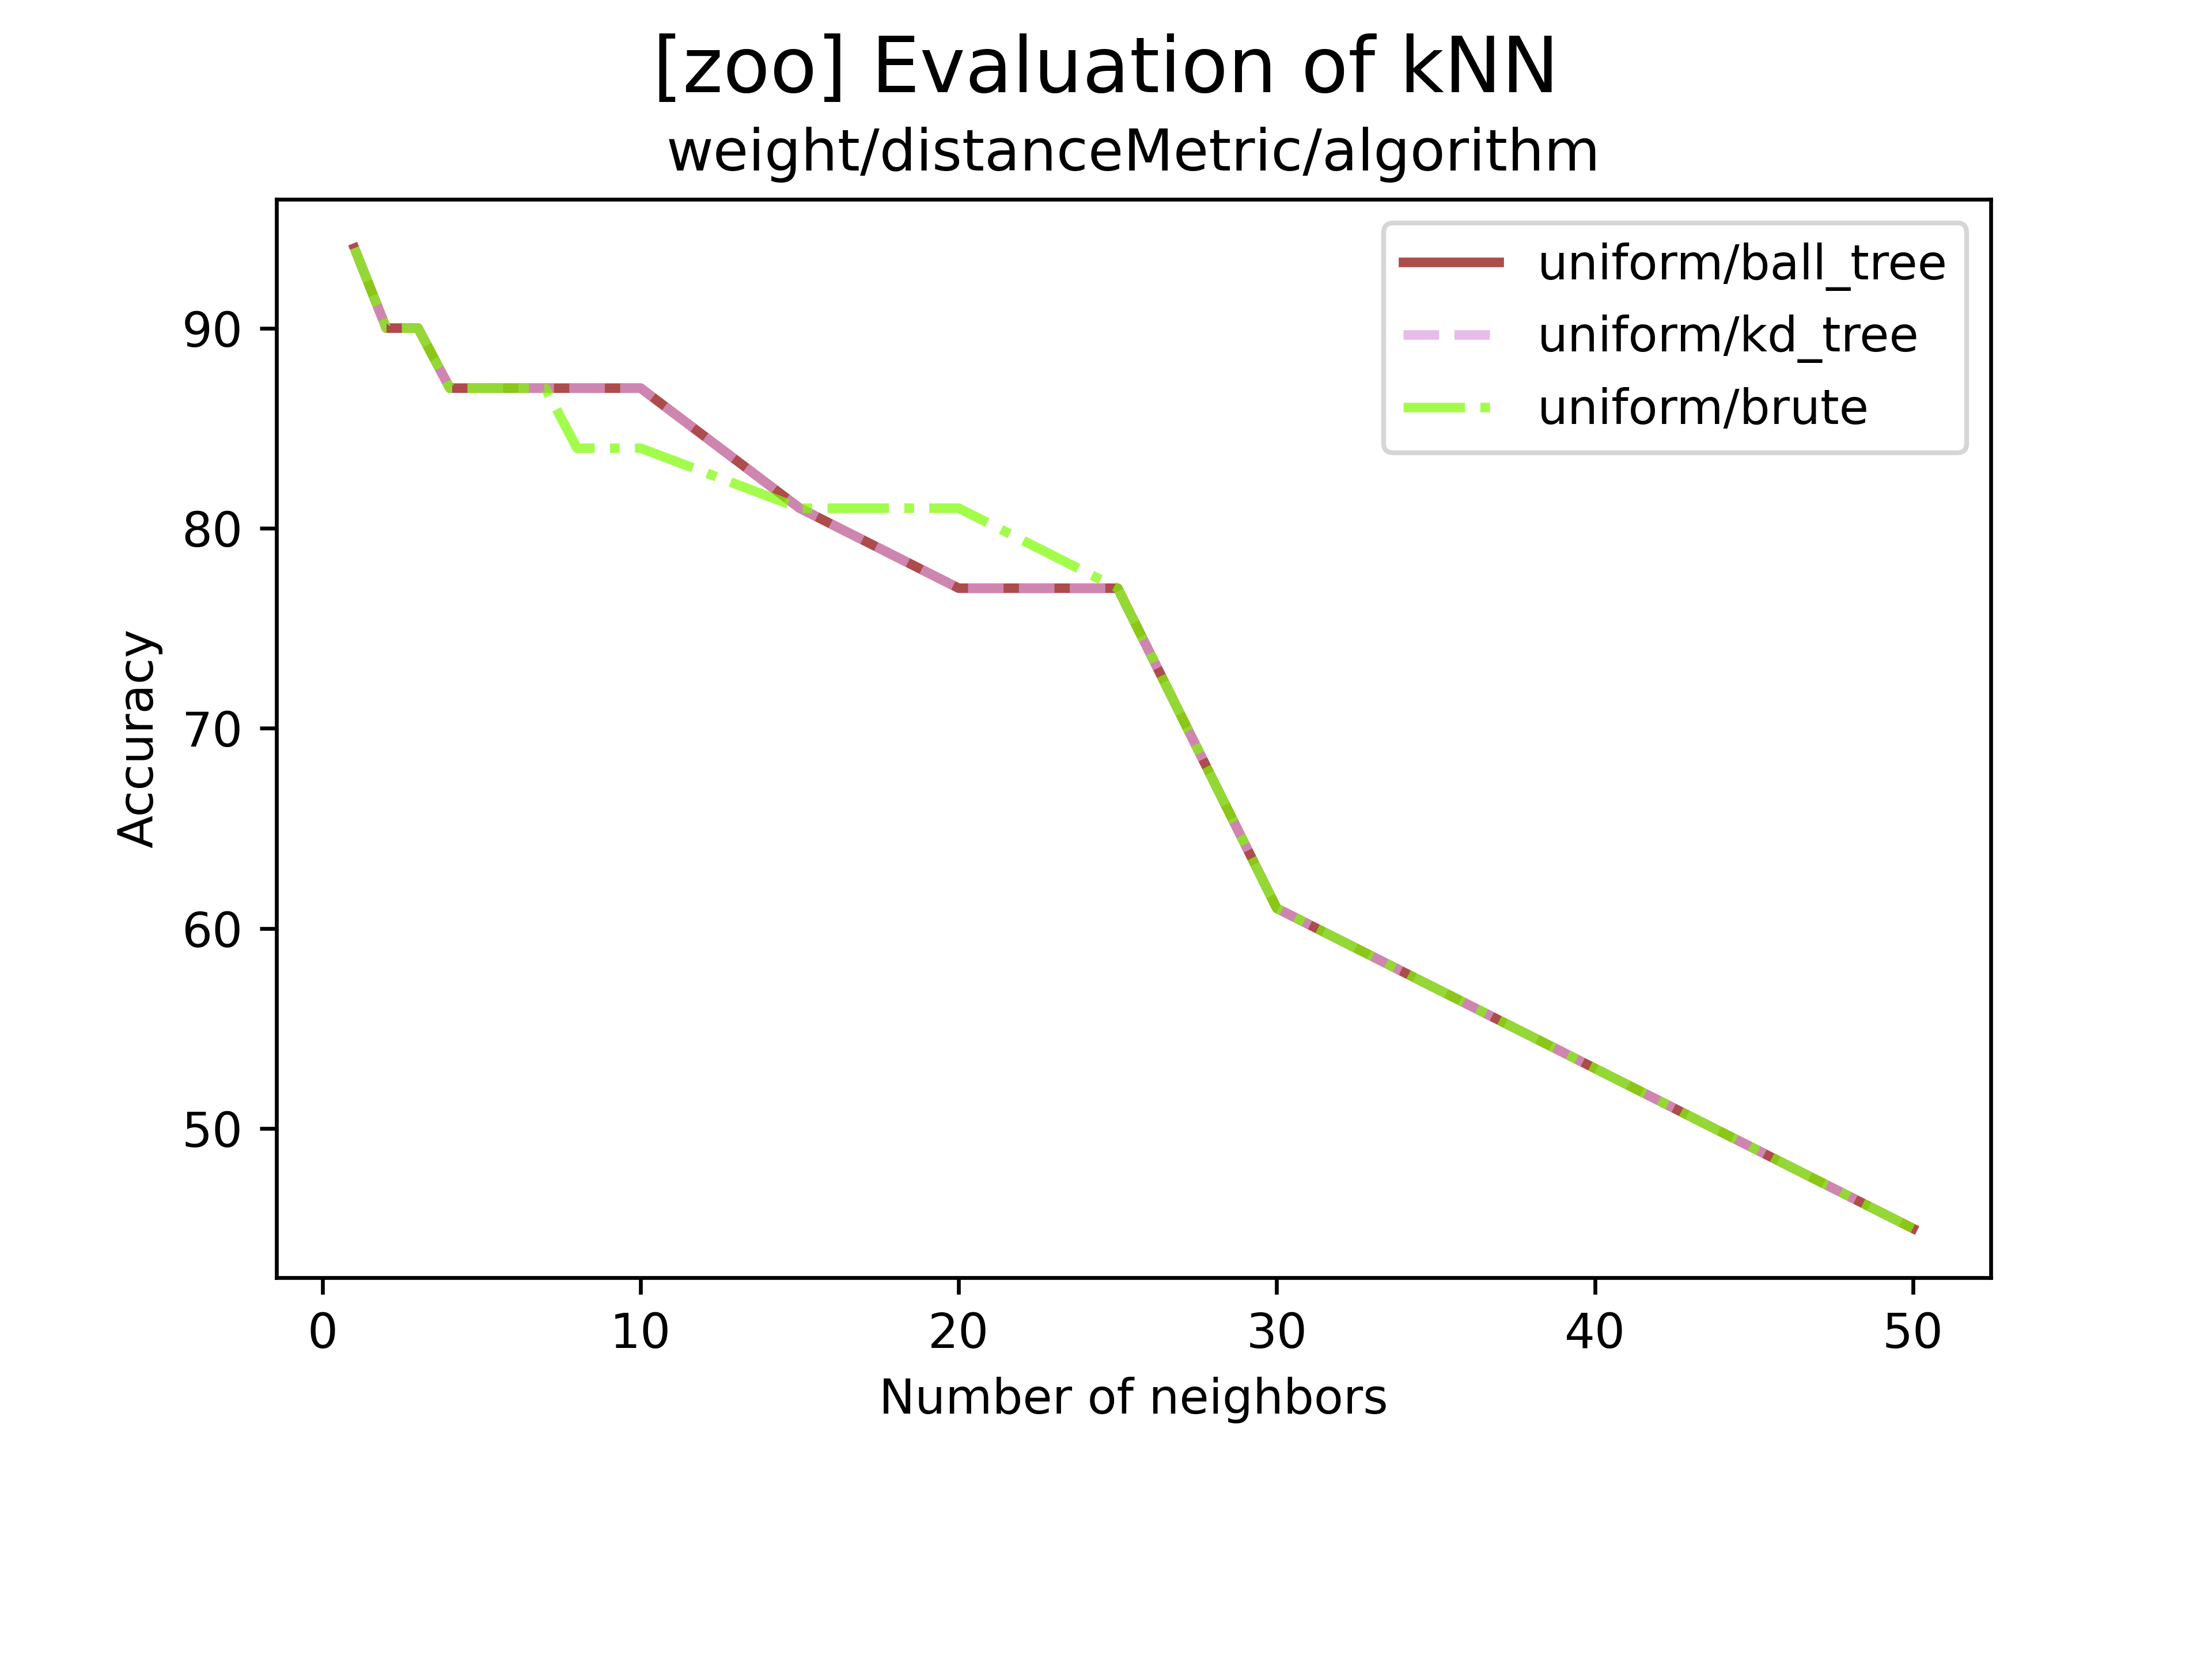 [zoo] Evaluation of kNN
weight/distanceMetric/algorithm
uniform/ball_tree
uniform/kd_tree
uniform/brute
Accuracy
90
80
70
60
50
0 10 20 30 40 50
Number of neighbors